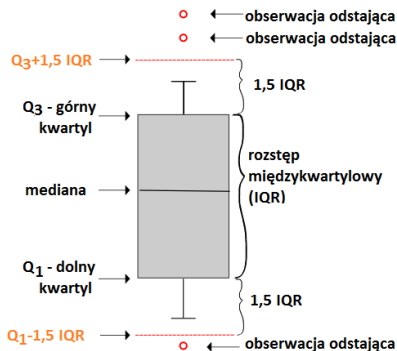 obserwacja odstająca
obserwacja odstająca
Q3+1,5 IQR
1,5 IQR
Q3 - górny
kwartyl
rozstęp
międzykwartylowy
(IQR)
mediana
Q1 - dolny
kwartyl
1,5 IQR
Q1-1,5 IQR
obserwacja odstająca